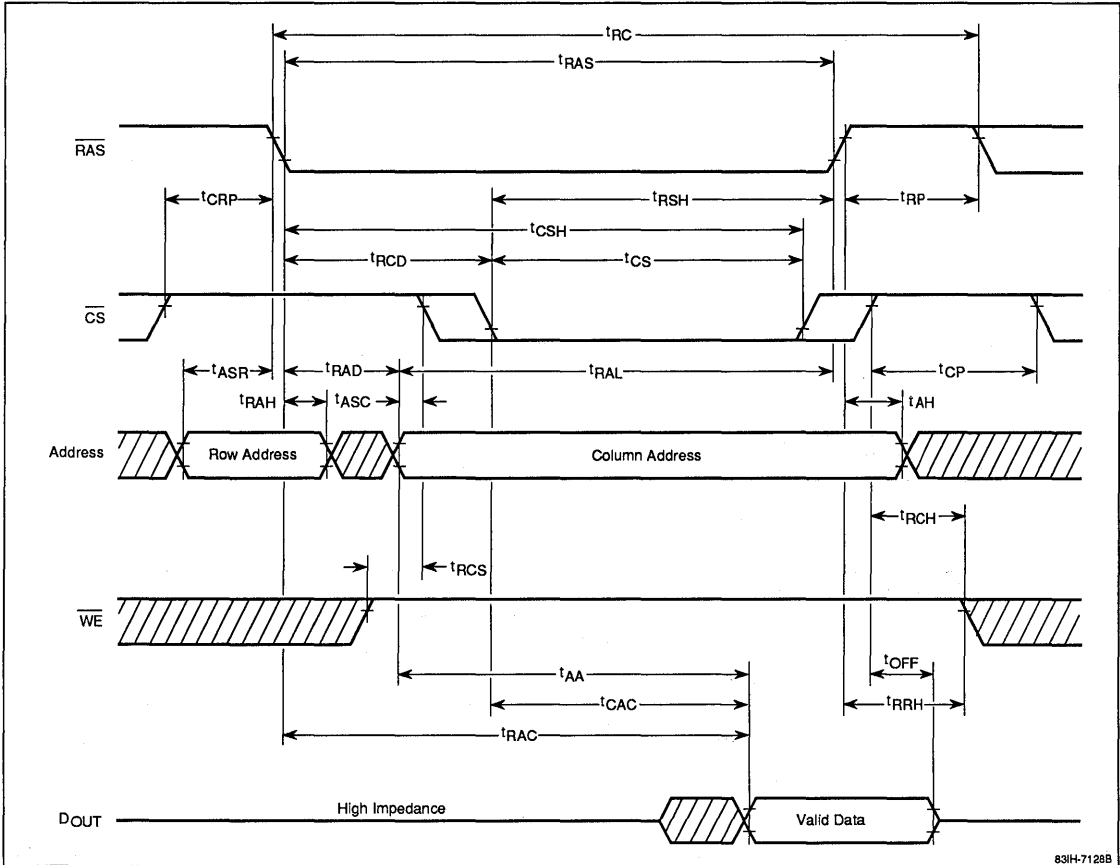 tRC
tRAS
RAS
tCRP
tRSH
tRP
tCSH
tRCD
tCS
CS
tASR
tRAD
tRAL
tCP
tRAH
tASC
tAH
Address
Row Address
Column Address
tRCH
tRCS
WE
tOFF
tAA
tCAC
tRRH
tRAC
DOUT
High Impedance
Valid Data
83IH-7128B